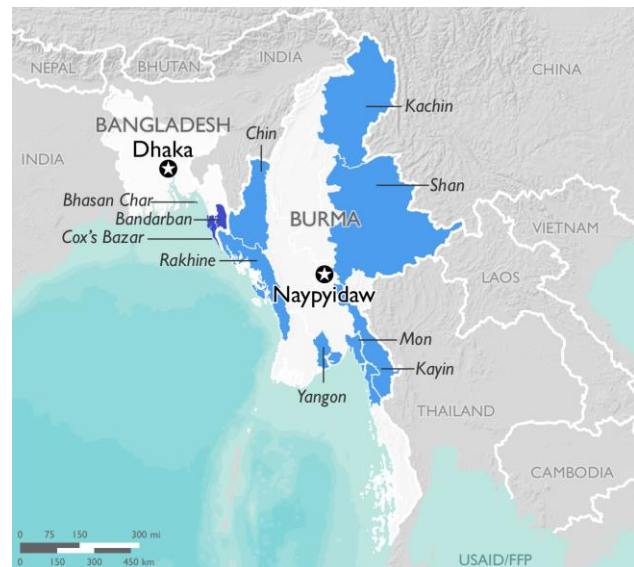 NEPAL
BHUTAN
INDIA
CHINA
Kachin
BANGLADESH
Chin
Dhaka
INDIA
Shan
Bhasan Char
BURMA
VIETNAM
Bandarban
Cox's Bazar
Rakhine
LAOS
Naypyidaw
Mon
Kayin
Yangon
THAILAND
CAMBODIA
0 75 150 300 mi
0 150 300 450 km
USAID/FFP